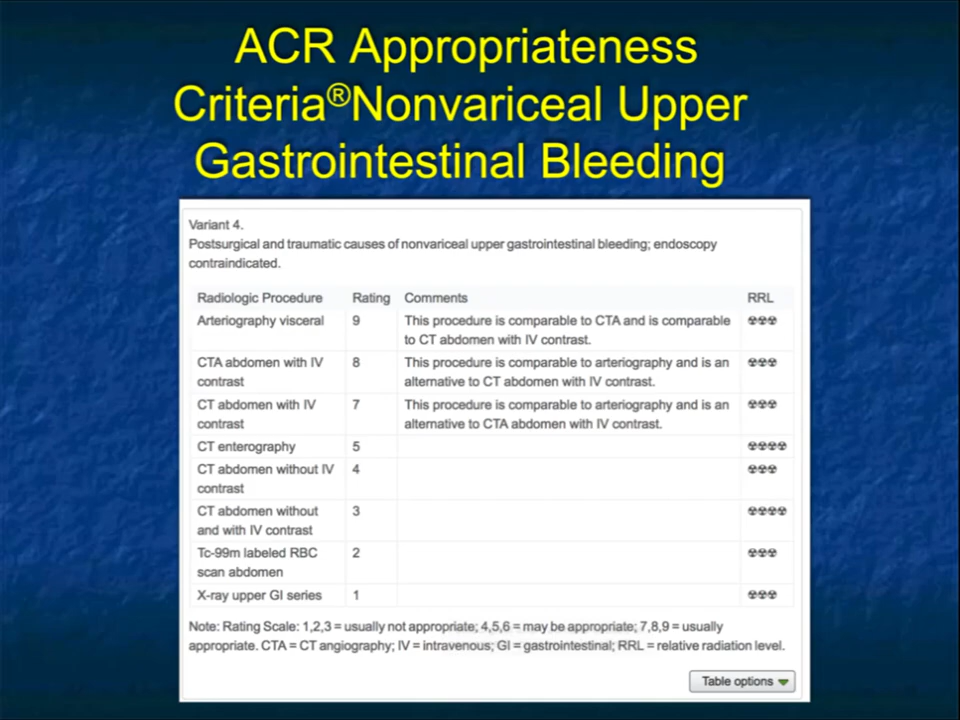 ACR Appropriateness
Criteria®Nonvariceal Upper
Gastrointestinal Bleeding
Variant 4.
Postsurgical and traumatic causes of nonvariceal upper gastrointestinal bleeding; endoscopy
contraindicated.
Radiologic Procedure Rating Comments RRL
Arteriography visceral 9 This procedure is comparable to CTA and is comparable ☢☢☢
to CT abdomen with IV contrast.
CTA abdomen with IV 8 This procedure is comparable to arteriography and is an ☢☢☢
contrast alternative to CT abdomen with IV contrast.
CT abdomen with IV 7 This procedure is comparable to arteriography and is an ☢☢☢
contrast alternative to CTA abdomen with IV contrast.
CT enterography 5 ☢☢☢☢
CT abdomen without IV 4 ☢☢☢
contrast
CT abdomen without 3 ☢☢☢☢
and with IV contrast
Tc-99m labeled RBC 2 ☢☢☢
scan abdomen
X-ray upper GI series 1 ☢☢☢
Note: Rating Scale: 1,2,3 = usually not appropriate; 4,5,6 = may be appropriate; 7,8,9 = usually
appropriate. CTA = CT angiography; IV = intravenous; GI = gastrointestinal; RRL = relative radiation level.
Table options